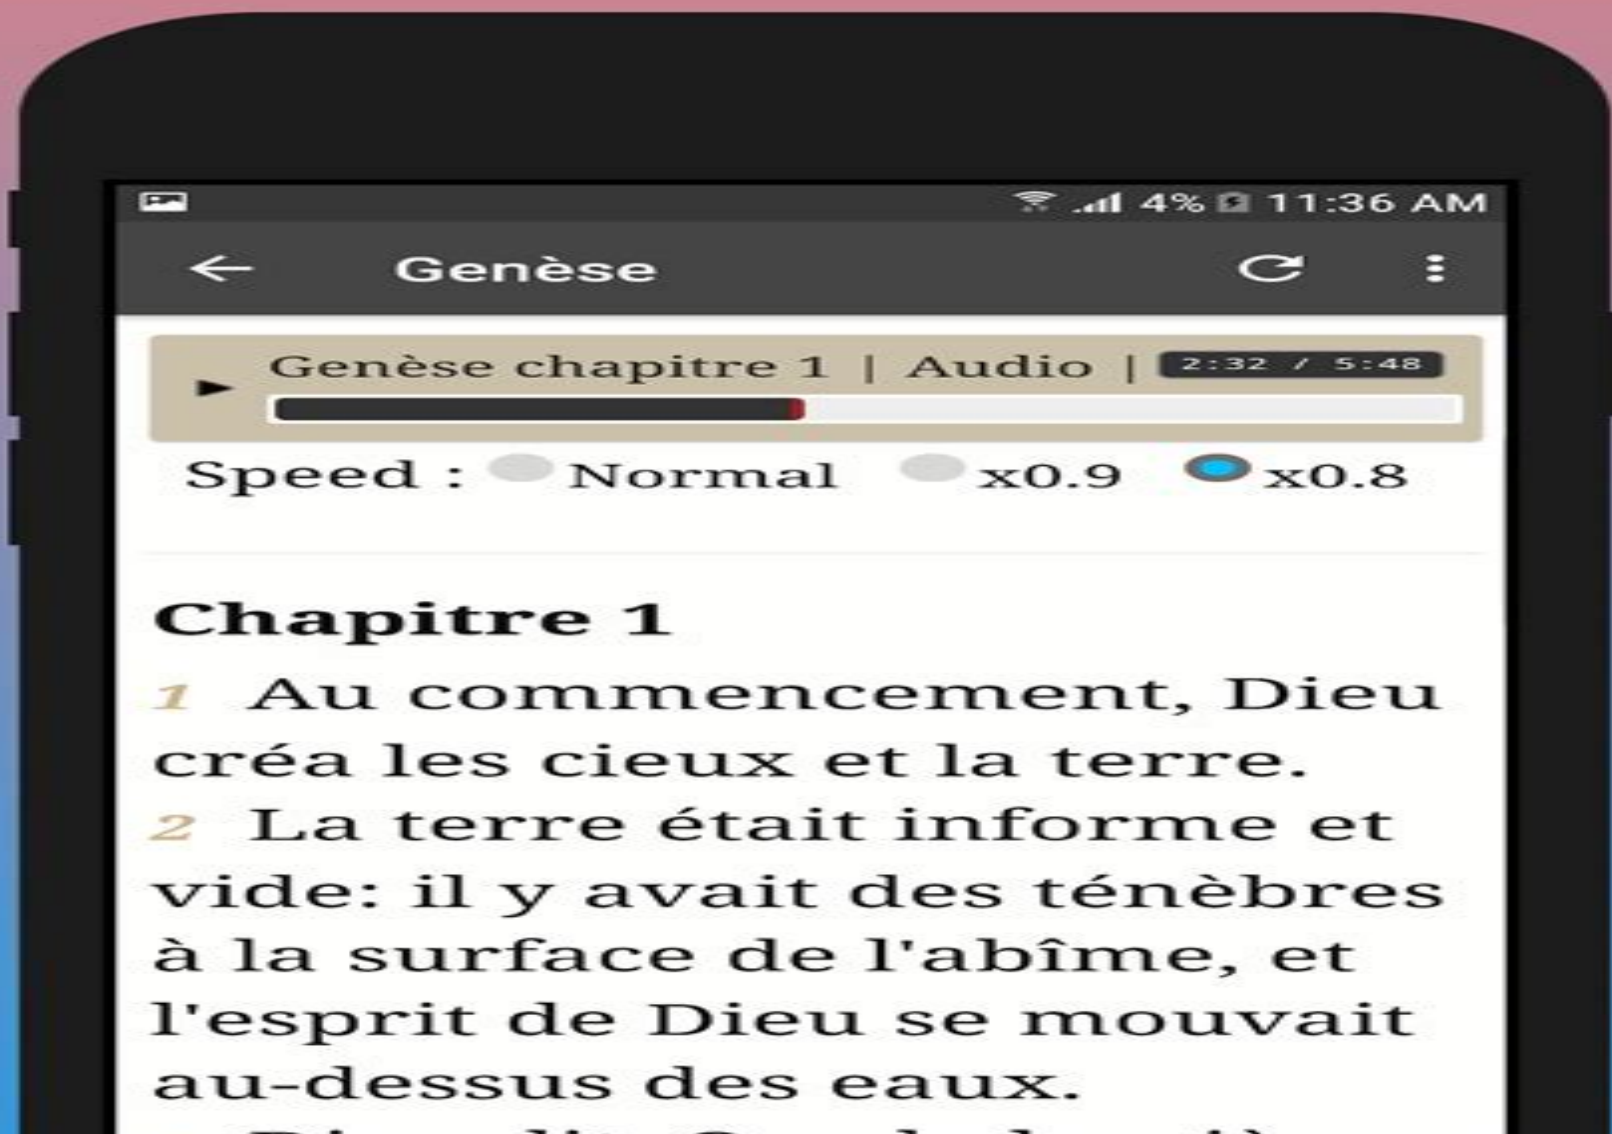 4% 11:36 AM
Genèse
Genèse chapitre 1 | Audio | 2:32 / 5:48
Speed : Normal x0.9 x0.8
Chapitre 1
1 Au commencement, Dieu
créa les cieux et la terre.
2 La terre était informe et
vide: il y avait des ténèbres
à la surface de l'abîme, et
l'esprit de Dieu se mouvait
au-dessus des eaux.